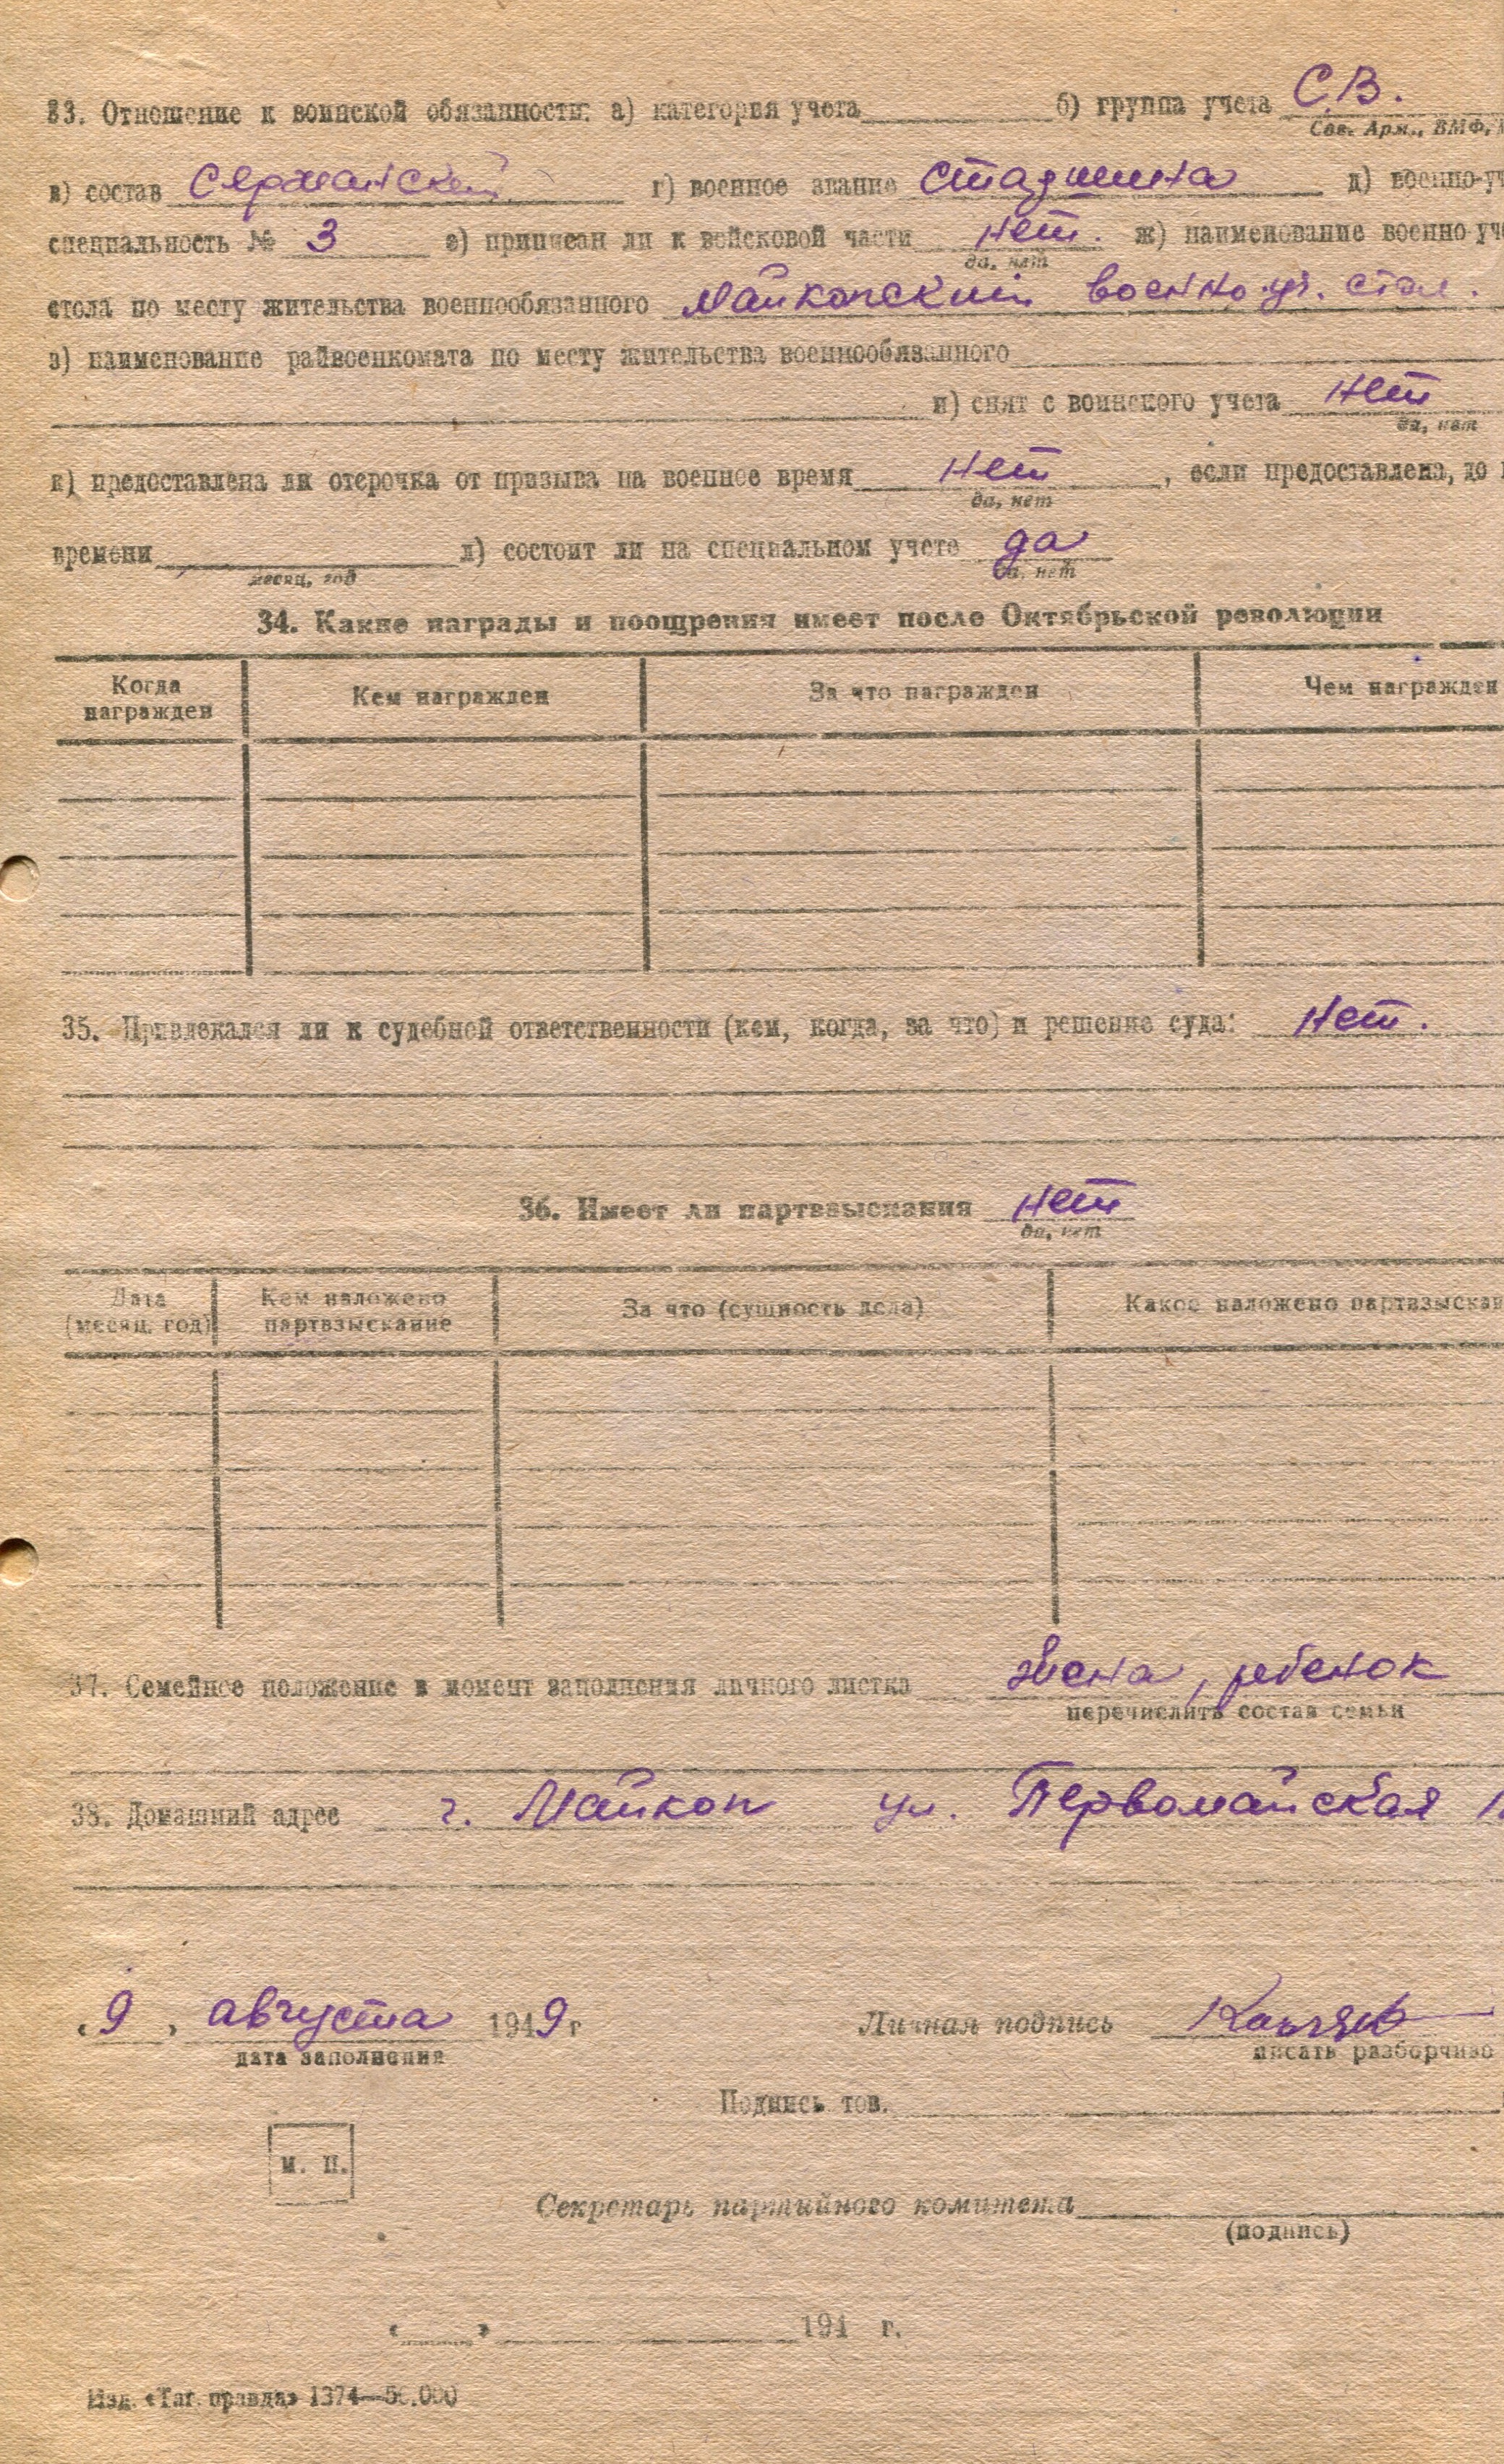 33. Отношение к воинской обязанности: а) категория учета б) группа учета С.В.
Сов. Арм., ВМФ,
в) состав Сержантский г) военное звание Стадшина д) военно-уч
специальность № 3 е) приписан ли к войсковой части нет. ж) наименование военно-уче
да, нет
стола по месту жительства военнообязанного Майкопский военно уч. стол.
з) наименование райвоенкомата по месту жительства военнообязанного
и) снят с воинского учета нет
да, нет
к) предоставлена ли отсрочка от призыва на военное время нет, если предоставлена, до
да, нет
времени л) состоит ли на специальном учете да
месяц, год да, нет
34. Какие награды и поощрения имеет после Октябрьской революции
Когда награжден Кем награжден За что награжден Чем награжден
35. Привлекался ли к судебной ответственности (кем, когда, за что) и решение суда: Нет.
36. Имеет ли партвзыскания нет
да, нет
Дата Кем наложено За что (сущность дела) Какое наложено партвзыскан
(месяц, год) партвзыскание
37. Семейное положение в момент заполнения личного листка жена, ребенок
перечислить состав семьи
38. Домашний адрес г. Майкоп ул. Первомайская
«9» августа 1949 г Личная подпись
дата заполнения писать разборчиво
Подпись тов.
м. п.
Секретарь партийного комитета
(подпись)
« » 194 г.
Изд. «Таг. правда» 1374—50.000